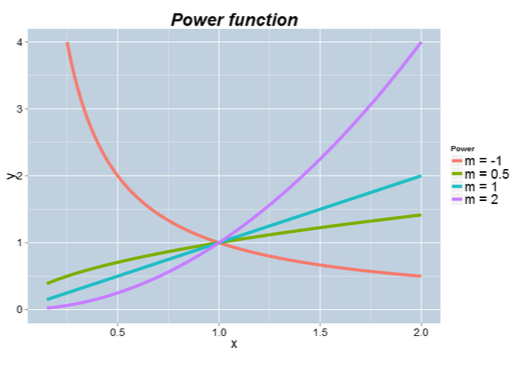 Power function
4
3
2
1
0
y
0.5
1.0
1.5
2.0
x
Power
m = -1
m = 0.5
m = 1
m = 2